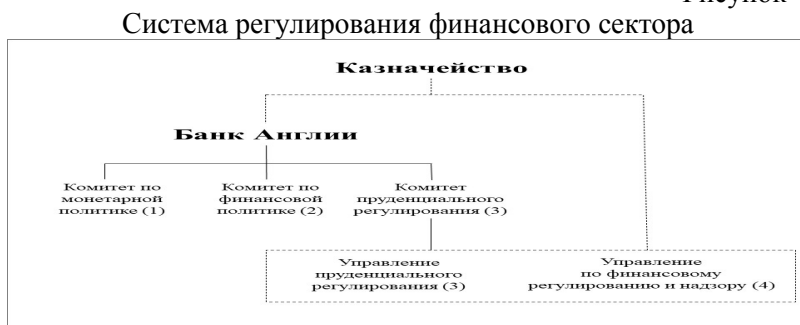 Система регулирования финансового сектора
Казначейство
Банк Англии
Комитет по
монетарной
политике (1)
Комитет по
финансовой
политике (2)
Комитет
пруденциального
регулирования (3)
Управление
пруденциального
регулирования (3)
Управление
по финансовому
регулированию и надзору (4)